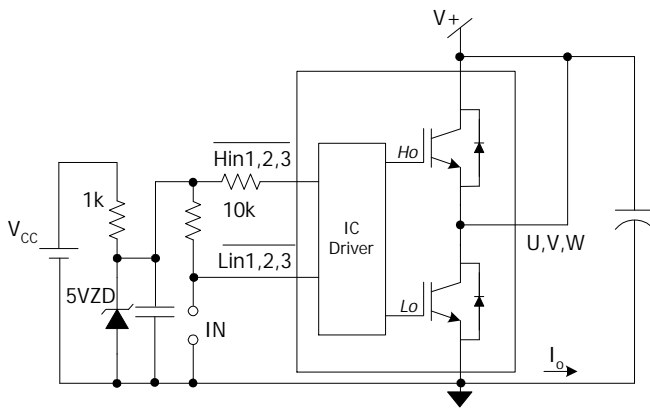 V+
Hin1,2,3
Ho
1k
10k
IC
Driver
VCC
U,V,W
Lin1,2,3
5VZD
Lo
IN
Io